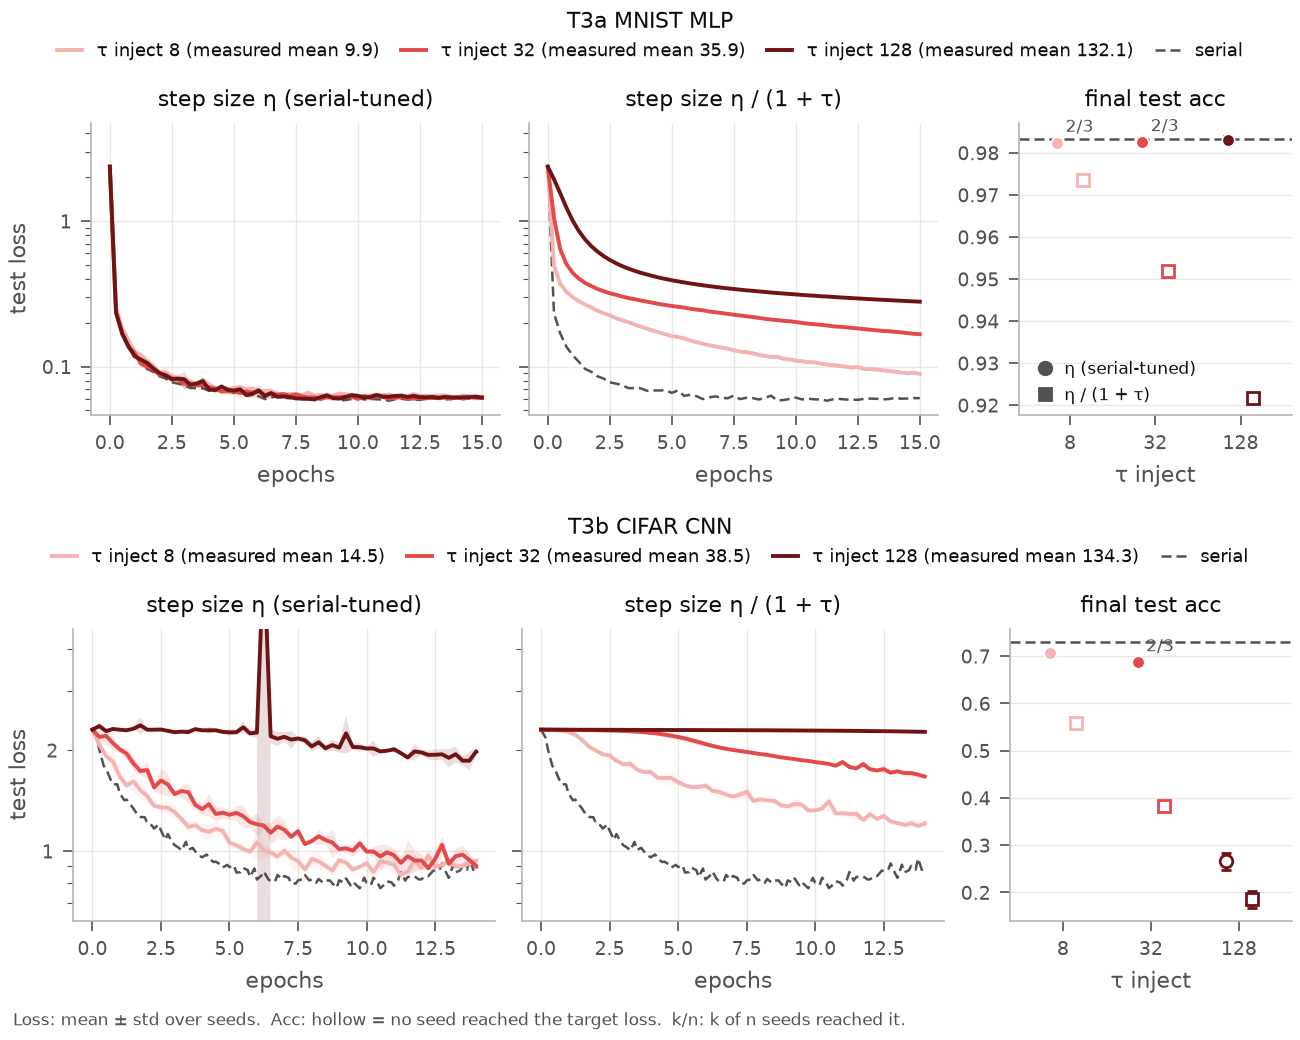 T3a MNIST MLP
τ inject 8 (measured mean 9.9) τ inject 32 (measured mean 35.9) τ inject 128 (measured mean 132.1) serial
step size η (serial-tuned)
step size η / (1 + τ)
final test acc
test loss
1
0.1
0.0 2.5 5.0 7.5 10.0 12.5 15.0
epochs
0.0 2.5 5.0 7.5 10.0 12.5 15.0
epochs
2/3 2/3
0.98
0.97
0.96
0.95
0.94
0.93
0.92
η (serial-tuned)
η / (1 + τ)
8 32 128
τ inject
T3b CIFAR CNN
τ inject 8 (measured mean 14.5) τ inject 32 (measured mean 38.5) τ inject 128 (measured mean 134.3) serial
step size η (serial-tuned)
step size η / (1 + τ)
final test acc
test loss
2
1
0.0 2.5 5.0 7.5 10.0 12.5
epochs
0.0 2.5 5.0 7.5 10.0 12.5
epochs
2/3
0.7
0.6
0.5
0.4
0.3
0.2
8 32 128
τ inject
Loss: mean ± std over seeds. Acc: hollow = no seed reached the target loss. k/n: k of n seeds reached it.